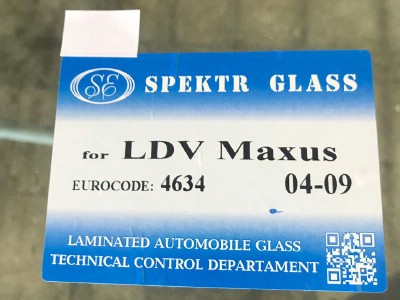 SE SPEKTR GLASS
for LDV Maxus
EUROCODE: 4634 04-09
LAMINATED AUTOMOBILE GLASS
TECHNICAL CONTROL DEPARTAMENT